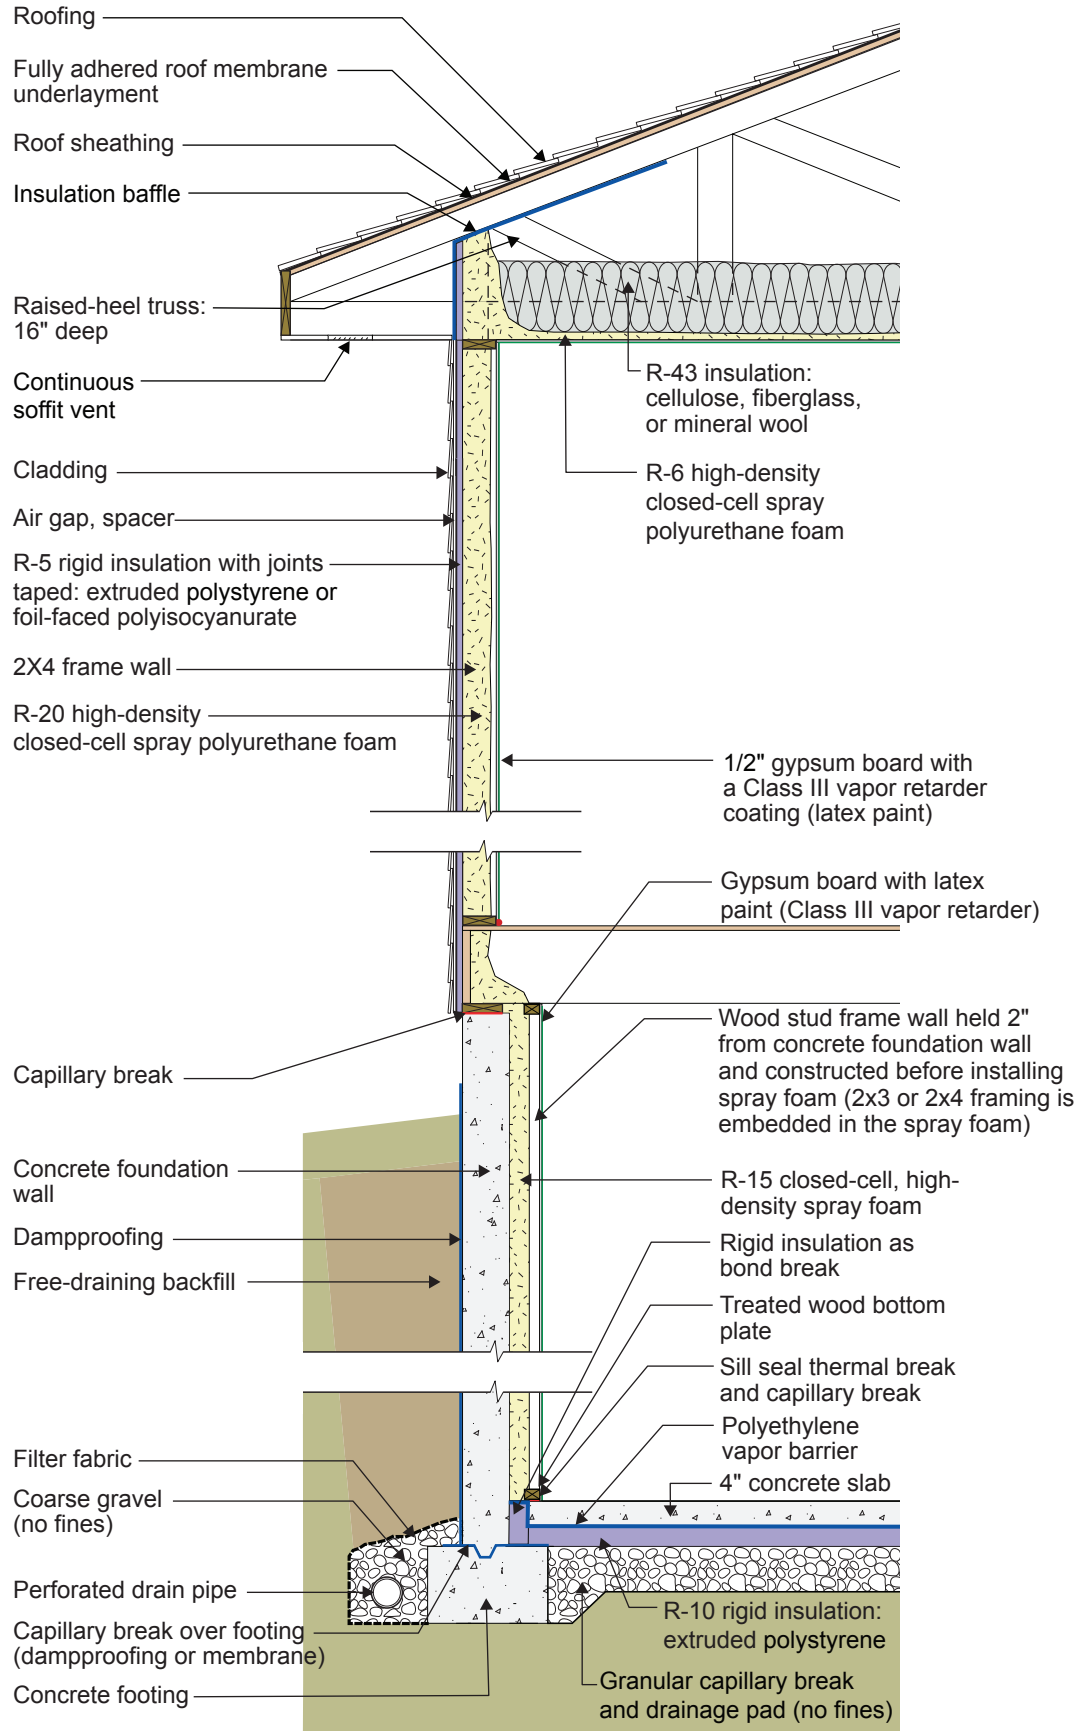 Roofing
Fully adhered roof membrane
underlayment
Roof sheathing
Insulation baffle
Raised-heel truss:
16" deep
Continuous
soffit vent
R-43 insulation:
cellulose, fiberglass,
or mineral wool
Cladding
R-6 high-density
closed-cell spray
polyurethane foam
Air gap, spacer
R-5 rigid insulation with joints
taped: extruded polystyrene or
foil-faced polyisocyanurate
2X4 frame wall
R-20 high-density
closed-cell spray polyurethane foam
1/2" gypsum board with
a Class III vapor retarder
coating (latex paint)
Gypsum board with latex
paint (Class III vapor retarder)
Wood stud frame wall held 2"
from concrete foundation wall
and constructed before installing
spray foam (2x3 or 2x4 framing is
embedded in the spray foam)
Capillary break
Concrete foundation
wall
R-15 closed-cell, high-
density spray foam
Dampproofing
Rigid insulation as
bond break
Free-draining backfill
Treated wood bottom
plate
Sill seal thermal break
and capillary break
Polyethylene
vapor barrier
Filter fabric
4" concrete slab
Coarse gravel
(no fines)
Perforated drain pipe
R-10 rigid insulation:
extruded polystyrene
Capillary break over footing
(dampproofing or membrane)
Granular capillary break
and drainage pad (no fines)
Concrete footing